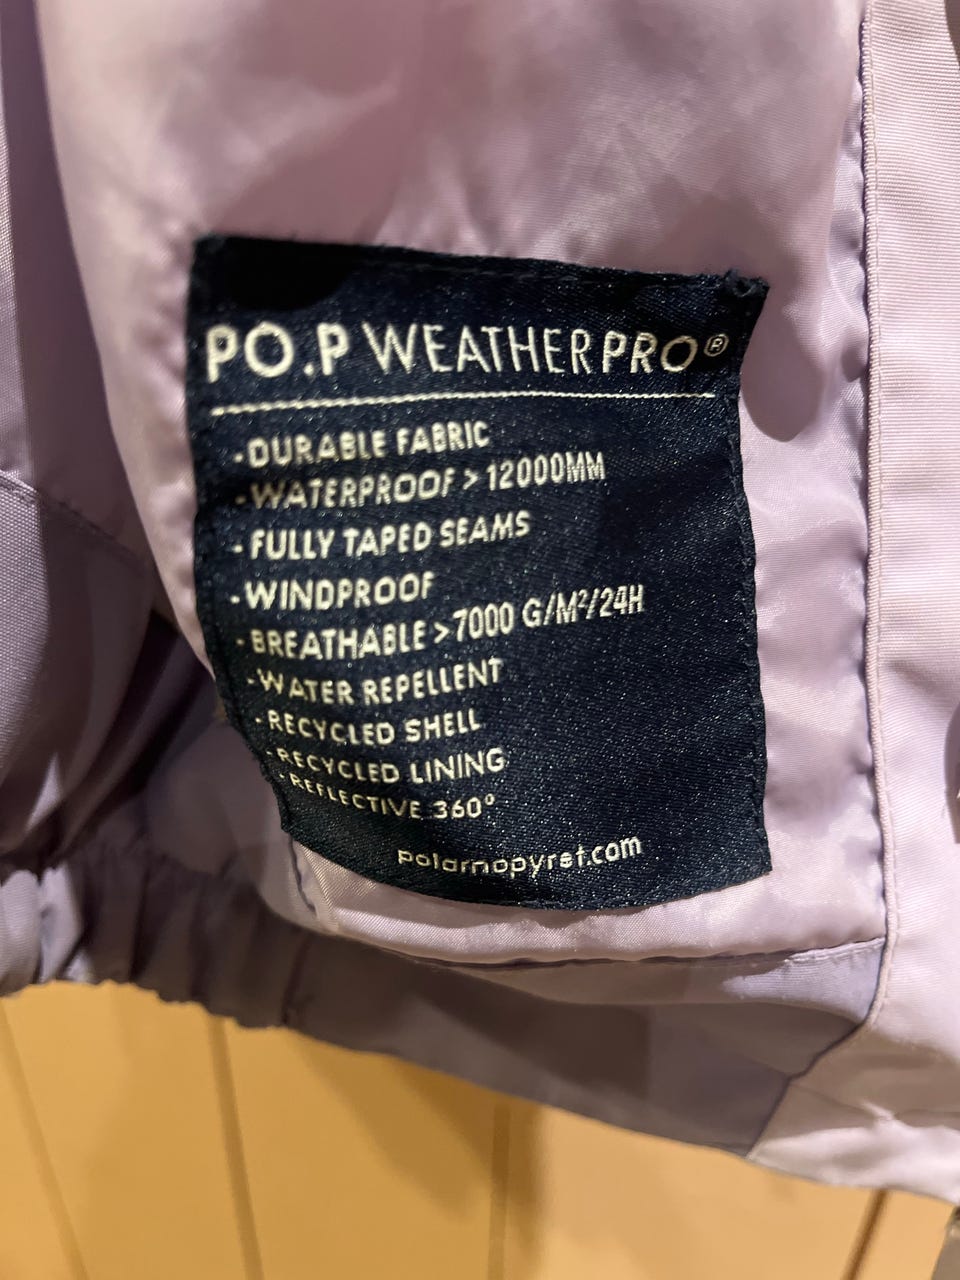 PO.P WEATHERPRO®
-DURABLE FABRIC
-WATERPROOF > 12000MM
- FULLY TAPED SEAMS
-WINDPROOF
- BREATHABLE > 7000 G/M²/24H
-WATER REPELLENT
-RECYCLED SHELL
-RECYCLED LINING
-REFLECTIVE 360°
polarnopyret.com